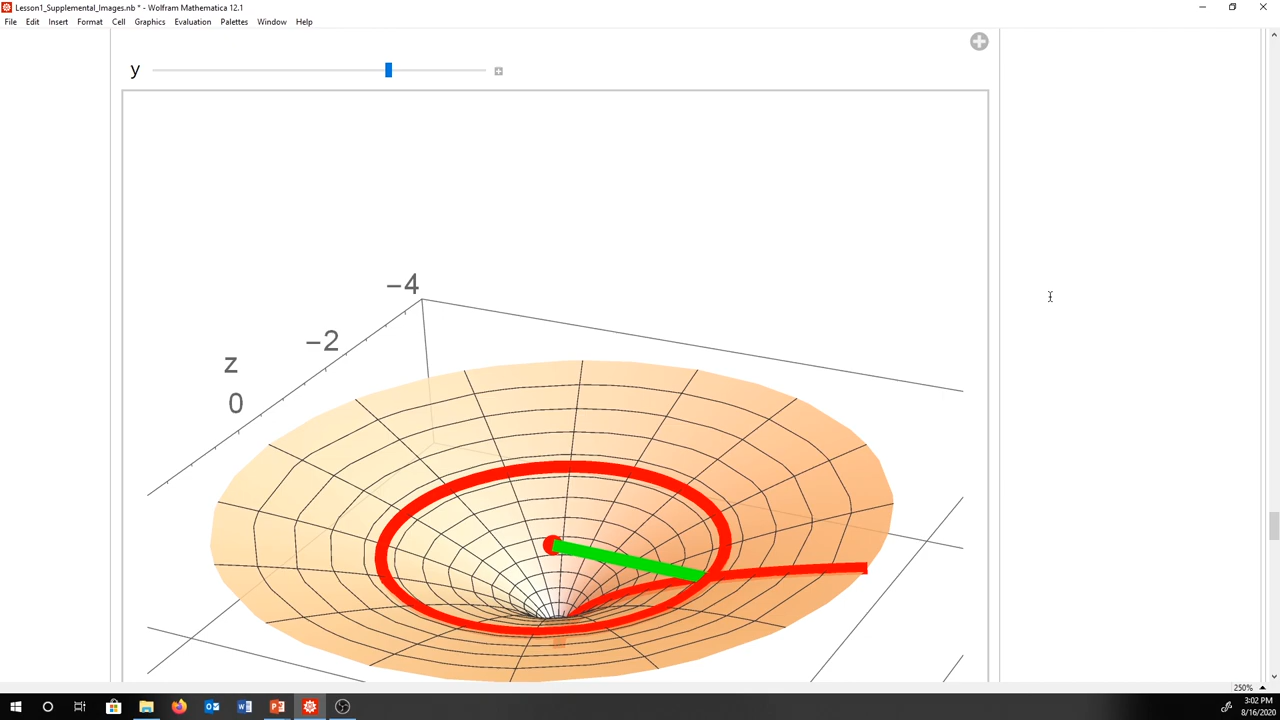 Lesson1_Supplemental_Images.nb * - Wolfram Mathematica 12.1
File Edit Insert Format Cell Graphics Evaluation Palettes Window Help
y
−4
−2
z
0
250%
3:02 PM
8/16/2020